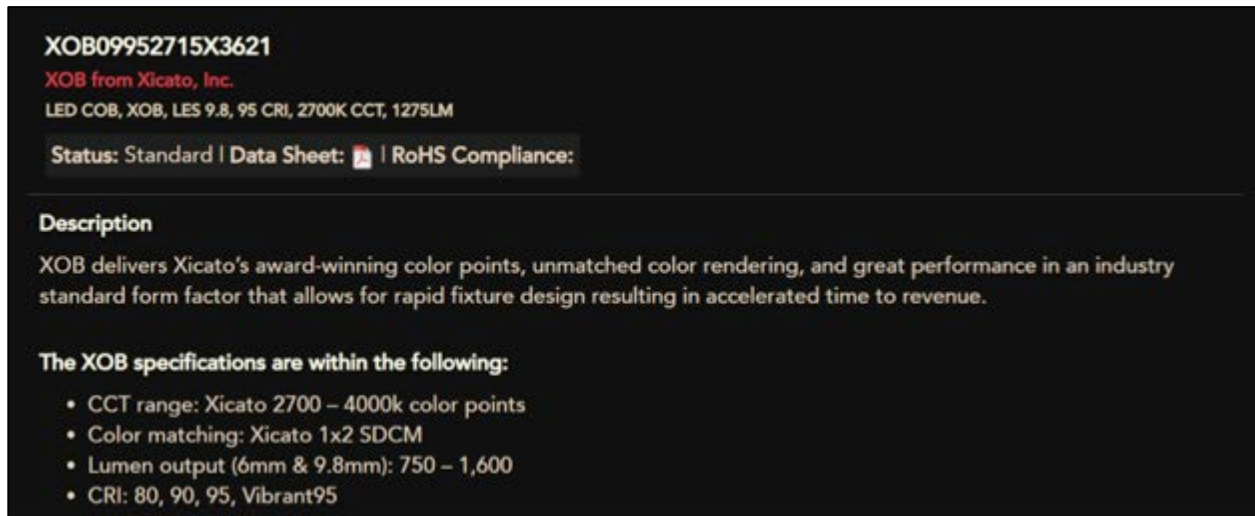 XOB09952715X3621
XOB from Xicato, Inc.
LED COB, XOB, LES 9.8, 95 CRI, 2700K CCT, 1275LM
Status: Standard | Data Sheet: | RoHS Compliance:
Description
XOB delivers Xicato's award-winning color points, unmatched color rendering, and great performance in an industry
standard form factor that allows for rapid fixture design resulting in accelerated time to revenue.
The XOB specifications are within the following:
• CCT range: Xicato 2700 – 4000k color points
• Color matching: Xicato 1x2 SDCM
• Lumen output (6mm & 9.8mm): 750 – 1,600
• CRI: 80, 90, 95, Vibrant95